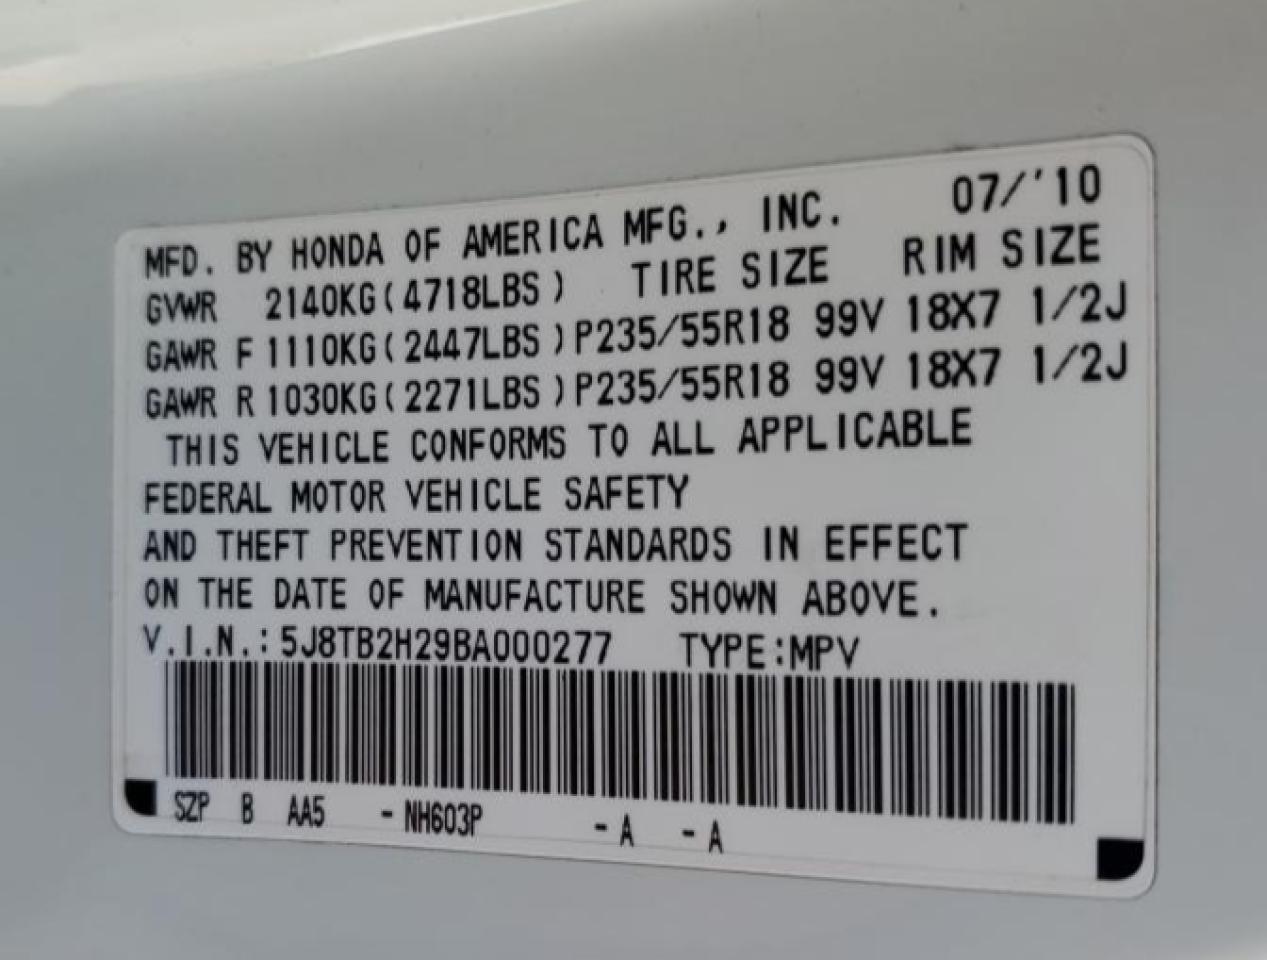 07/'10
MFD. BY HONDA OF AMERICA MFG., INC.
GVWR 2140KG(4718LBS) TIRE SIZE RIM SIZE
GAWR F 1110KG(2447LBS)P235/55R18 99V 18X7 1/2J
GAWR R 1030KG(2271LBS)P235/55R18 99V 18X7 1/2J
THIS VEHICLE CONFORMS TO ALL APPLICABLE
FEDERAL MOTOR VEHICLE SAFETY
AND THEFT PREVENTION STANDARDS IN EFFECT
ON THE DATE OF MANUFACTURE SHOWN ABOVE.
V.I.N.: 5J8TB2H29BA000277 TYPE:MPV
SZP B AA5 -NH603P -A -A